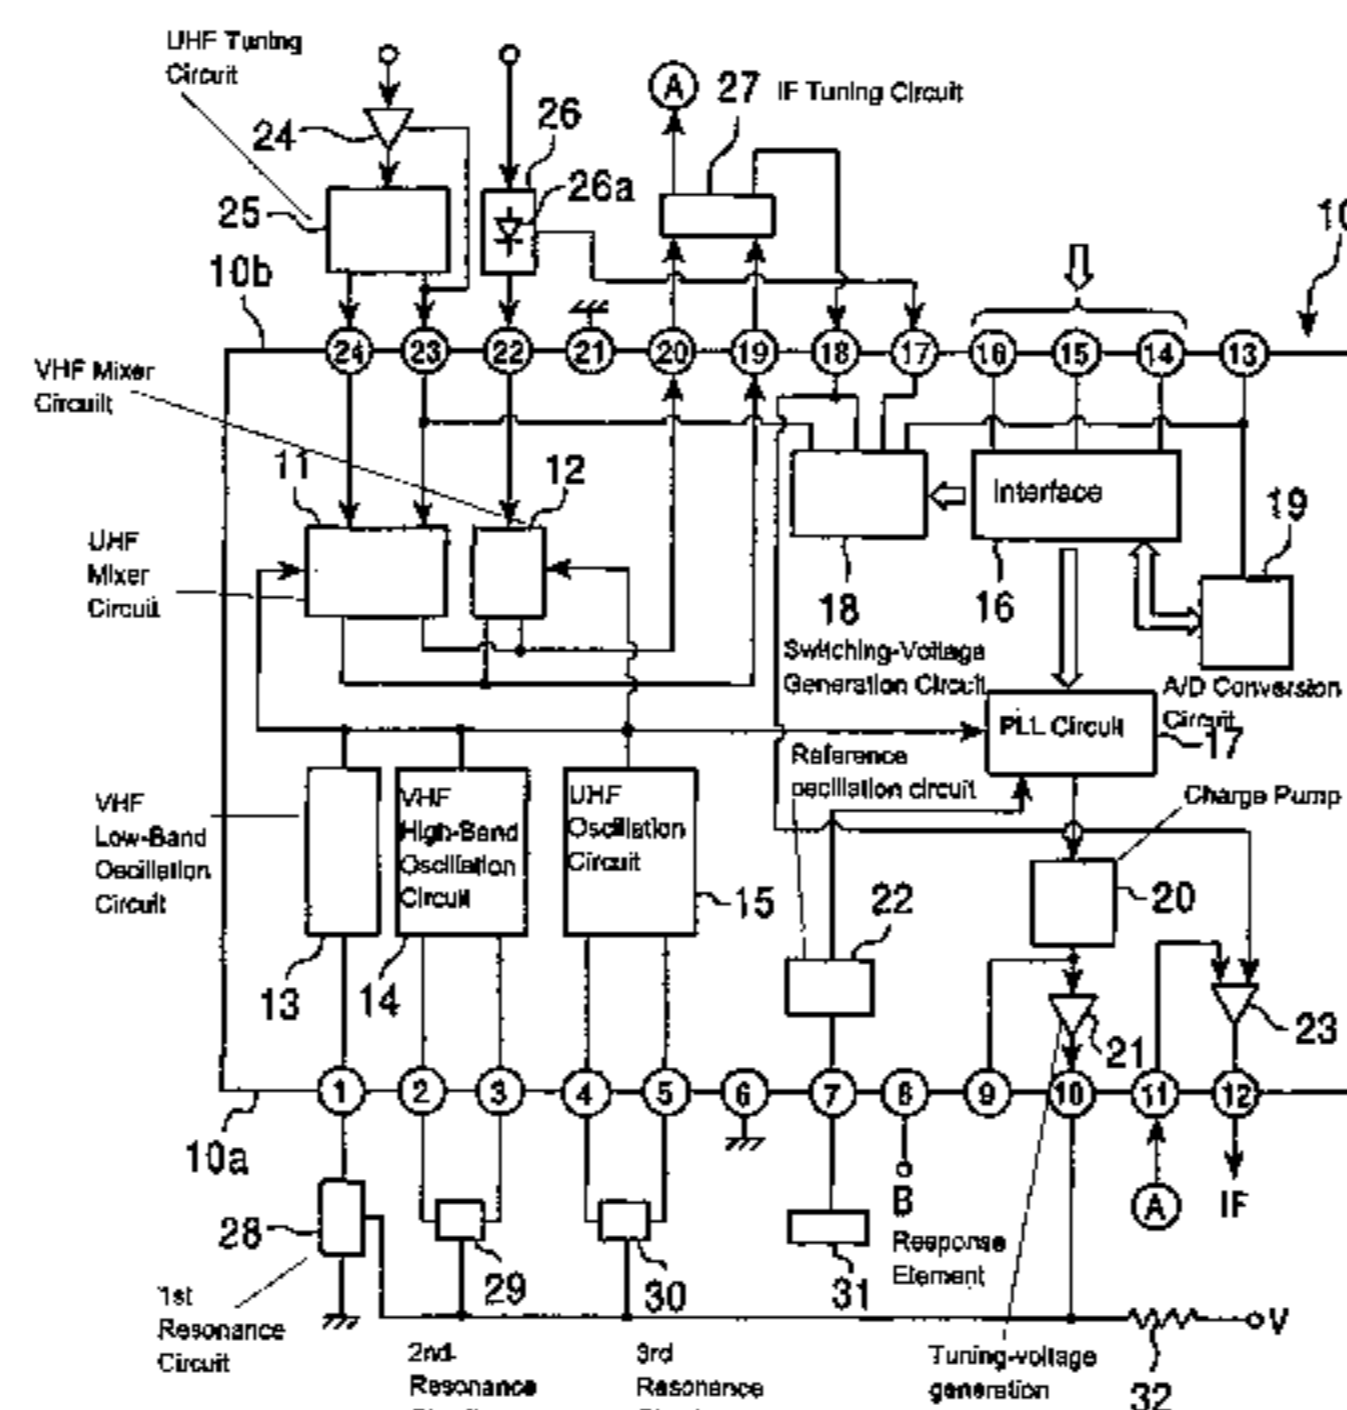 UHF Tuning
Circuit
24
25
10b
26
26a
A
27
IF Tuning Circuit
10
24
23
22
21
20
19
18
17
16
15
14
13
VHF Mixer
Circuilt
11
12
UHF
Mixer
Circuit
Interface
18
16
19
Switching-Voltage
Generation Circuit
A/D Conversion
Circuit
PLL Circuit
17
Reference
oscillation circuit
Charge Pump
VHF
Low-Band
Oscillation
Circuit
VHF
High-Band
Oscillation
Circuit
UHF
Oscillation
Circuit
15
13
14
22
20
21
23
1
2
3
4
5
6
7
8
9
10
11
12
10a
28
29
30
31
B
Response
Element
A
IF
1st
Resonance
Circuit
2nd
Resonance
3rd
Resonance
Tuning-voltage
generation
32
V